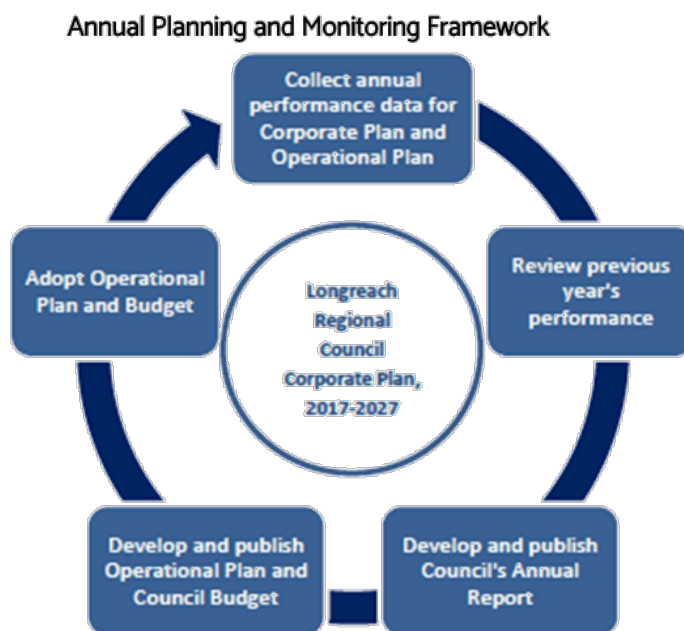 Annual Planning and Monitoring Framework
Collect annual
performance data for
Corporate Plan and
Operational Plan
Review previous
year's
performance
Develop and publish
Council's Annual
Report
Develop and publish
Operational Plan and
Council Budget
Adopt Operational
Plan and Budget
Longreach
Regional
Council
Corporate Plan,
2017-2027